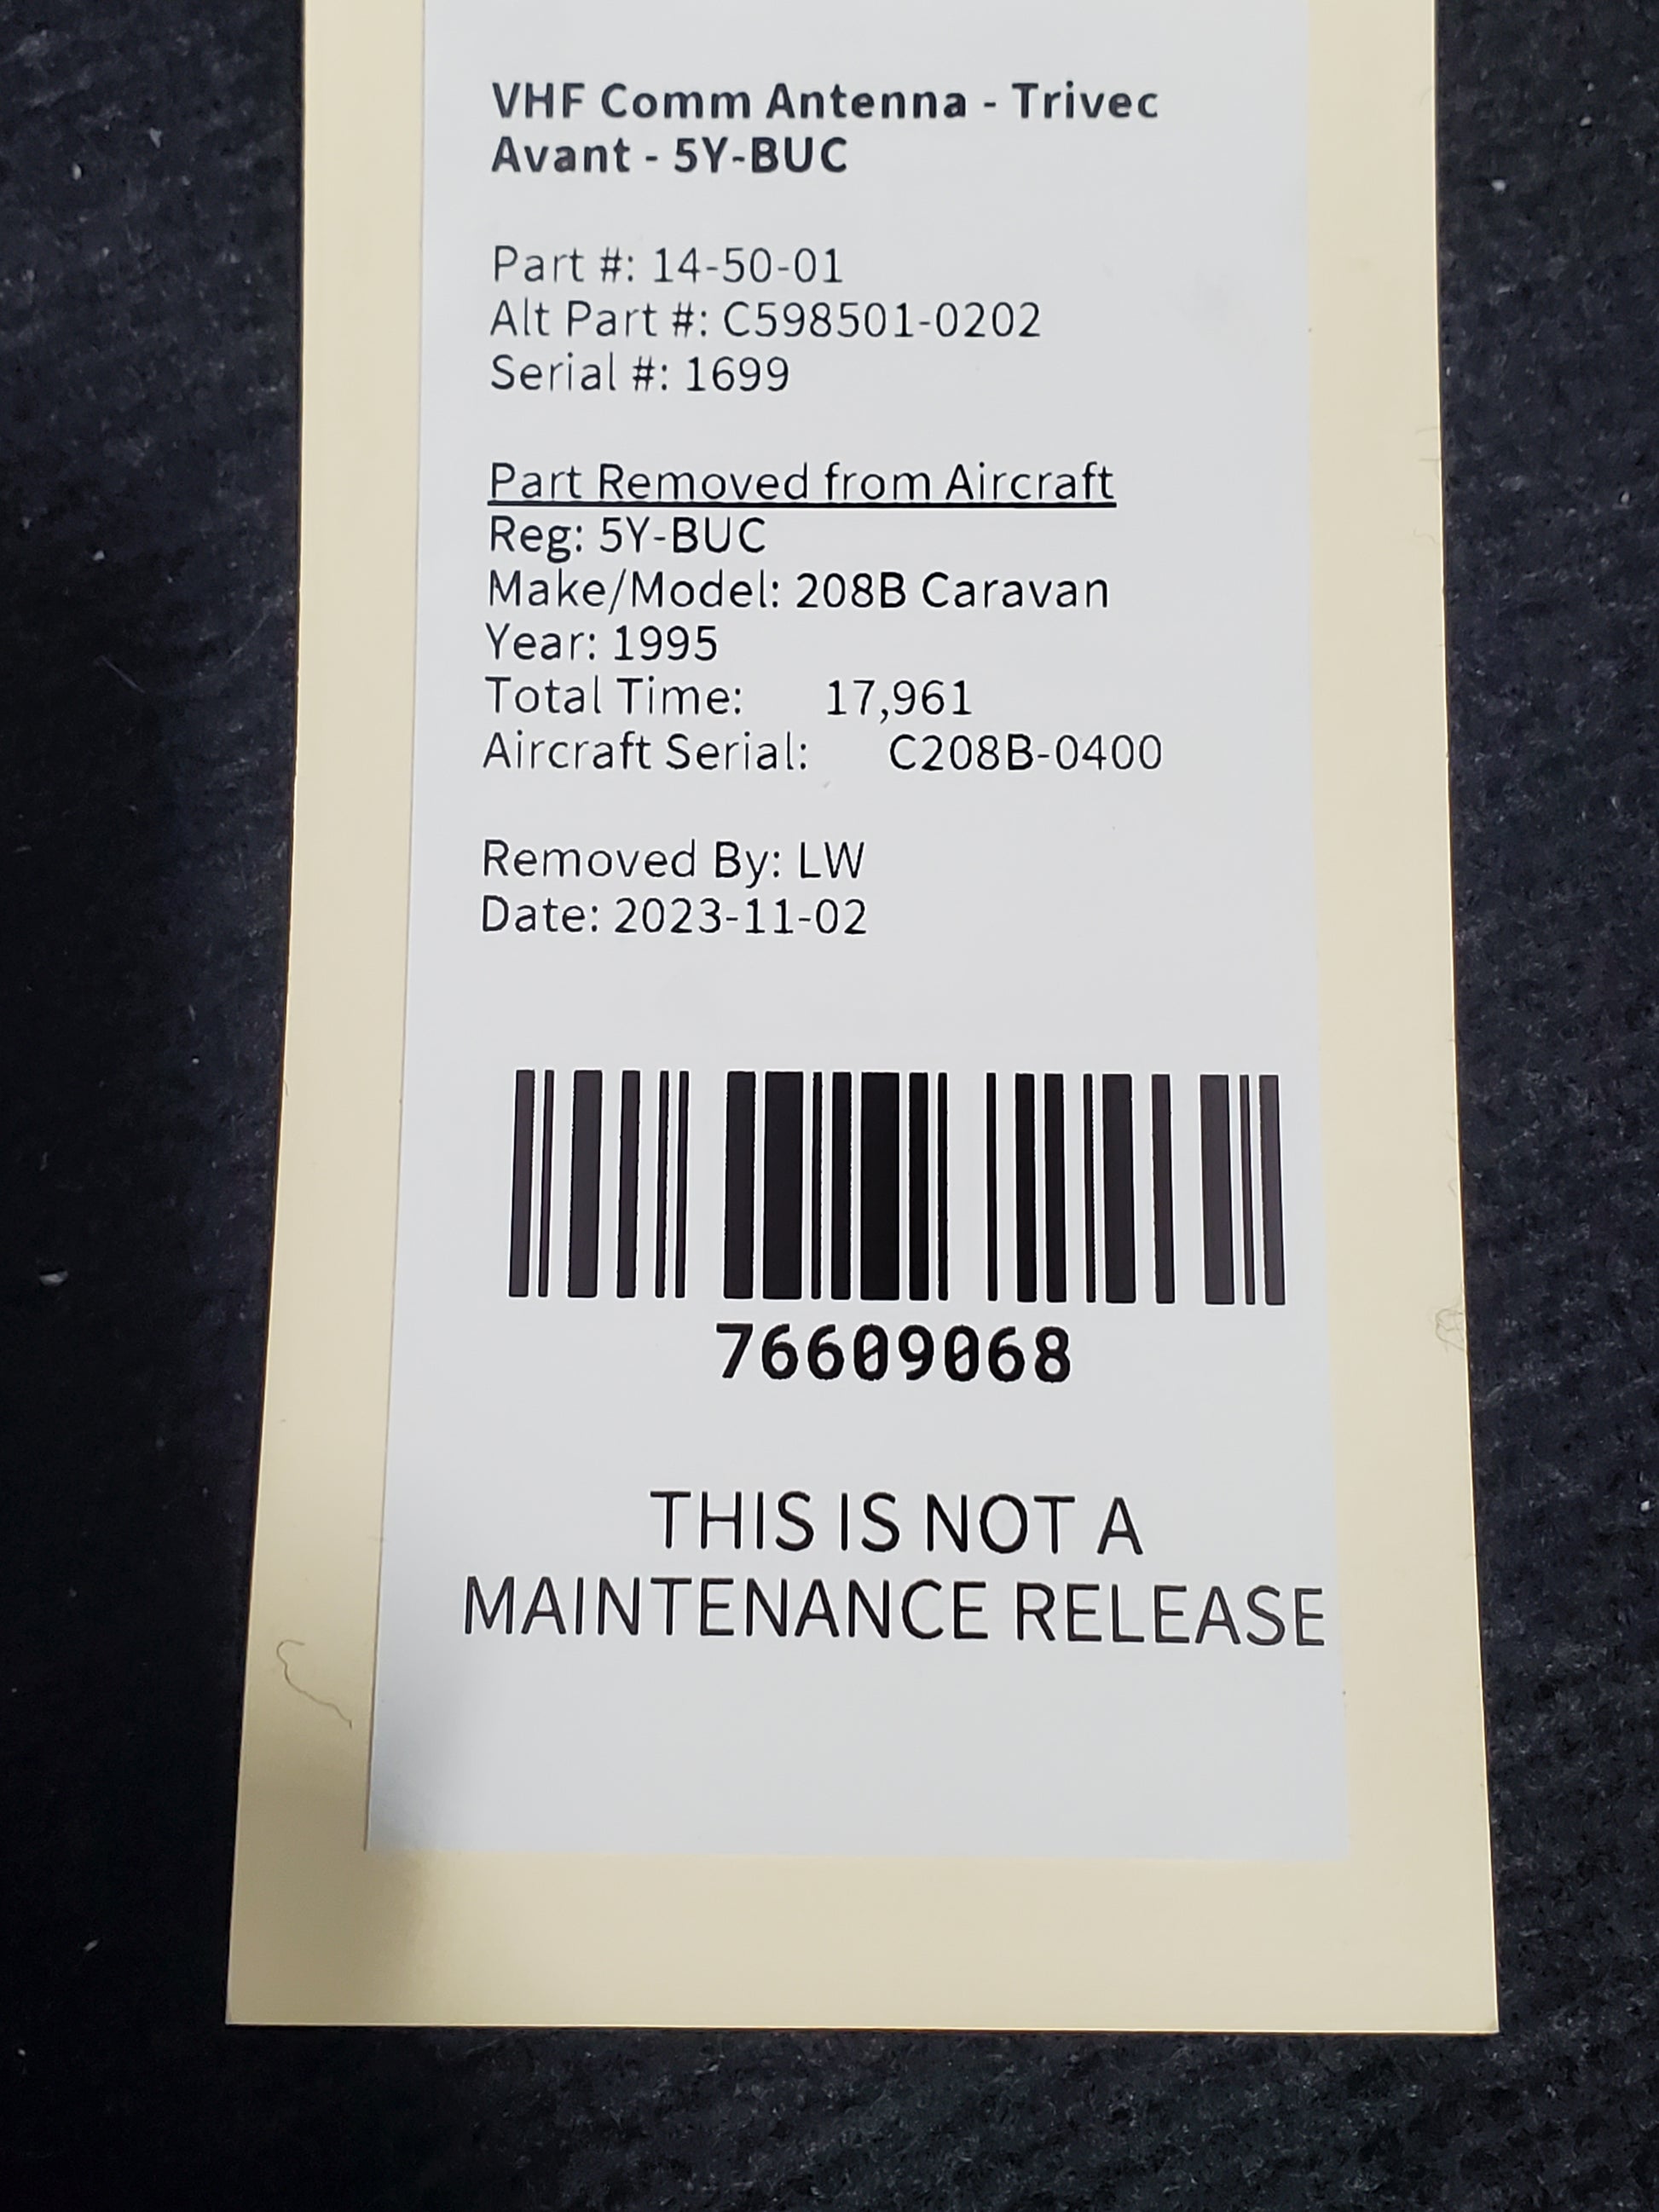 VHF Comm Antenna - Trivec
Avant - 5Y-BUC
Part #: 14-50-01
Alt Part #: C598501-0202
Serial #: 1699
Part Removed from Aircraft
Reg: 5Y-BUC
Make/Model: 208B Caravan
Year: 1995
Total Time: 17,961
Aircraft Serial: C208B-0400
Removed By: LW
Date: 2023-11-02
76609068
THIS IS NOT A
MAINTENANCE RELEASE